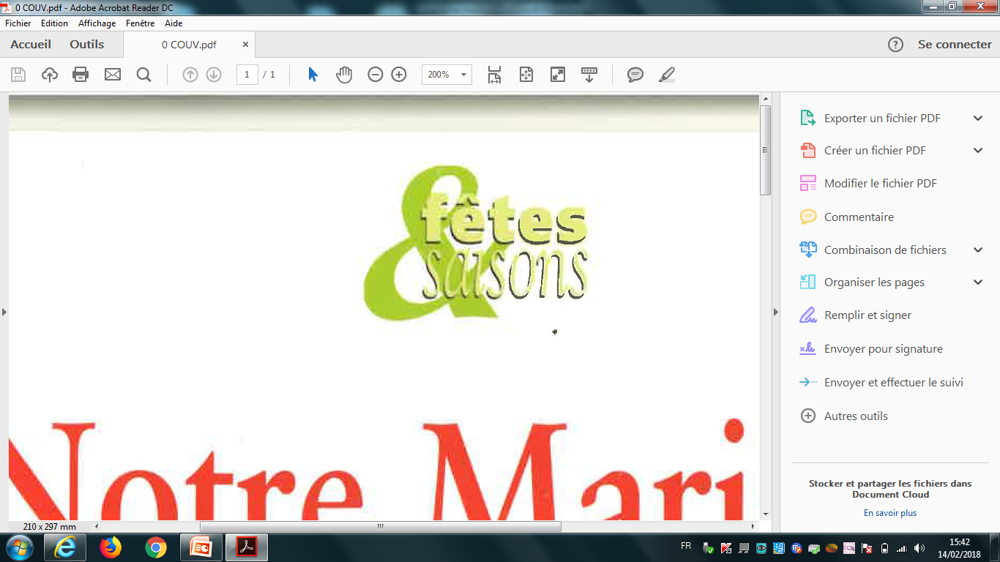 0 COUV.pdf - Adobe Acrobat Reader DC
Fichier Edition Affichage Fenêtre Aide
Accueil Outils 0 COUV.pdf × ? Se connecter
1 / 1 200%
Exporter un fichier PDF
Créer un fichier PDF
Modifier le fichier PDF
Commentaire
Combinaison de fichiers
Organiser les pages
Remplir et signer
Envoyer pour signature
Envoyer et effectuer le suivi
Autres outils
Stocker et partager les fichiers dans
Document Cloud
En savoir plus
&
fêtes
saisons
Notre Mari
210 x 297 mm
FR 15:42
14/02/2018